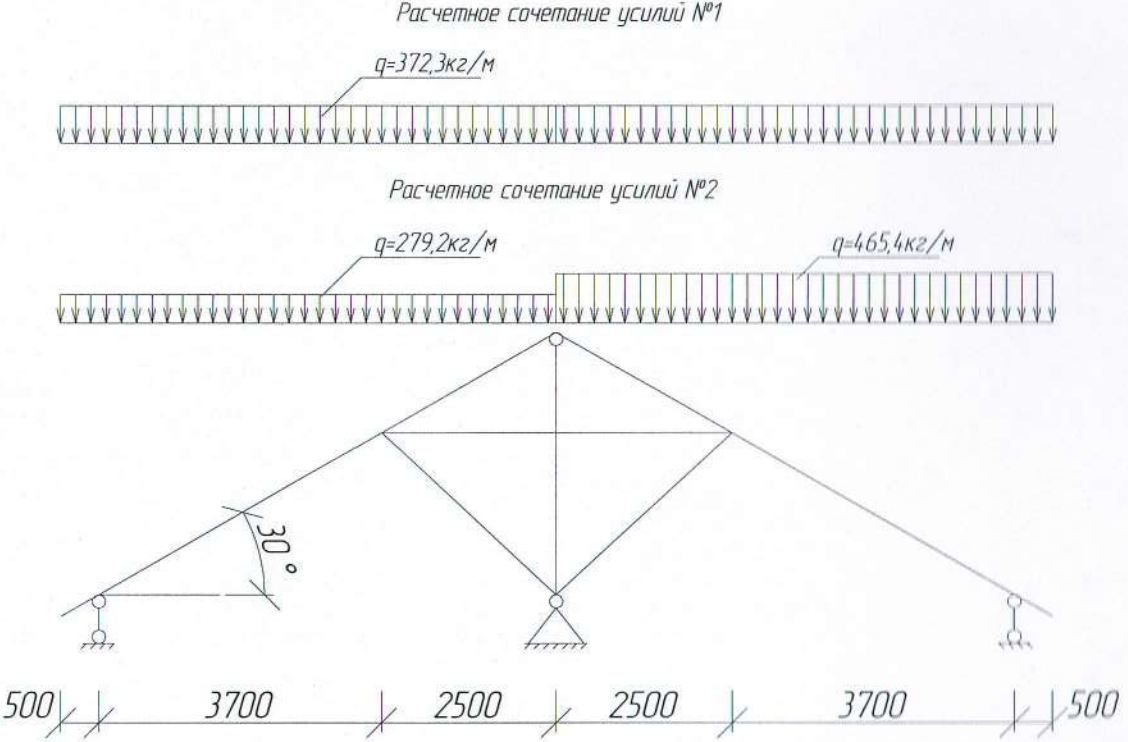 Расчетное сочетание усилий №1
q=372,3кг/м
Расчетное сочетание усилий №2
q=279,2кг/м q=465,4кг/м
30°
500 3700 2500 2500 3700 500